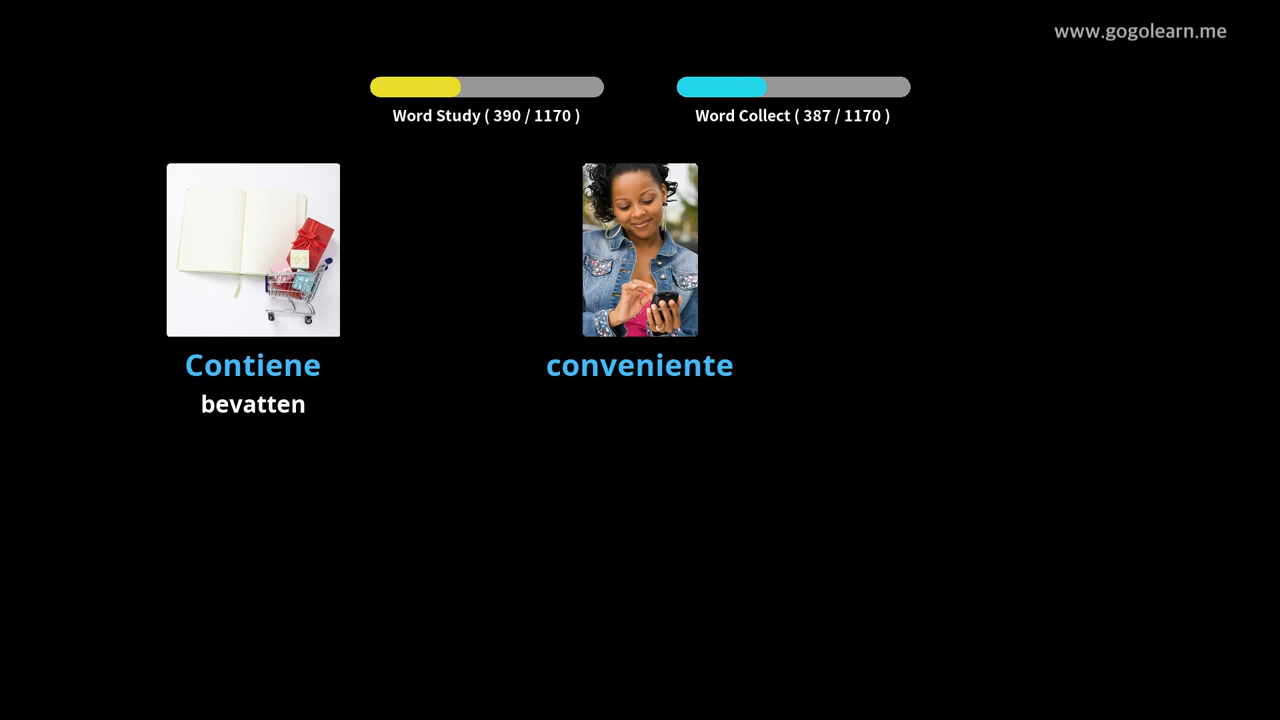 www.gogolearn.me
Word Study ( 390 / 1170 )
Word Collect ( 387 / 1170 )
Contiene
conveniente
bevatten